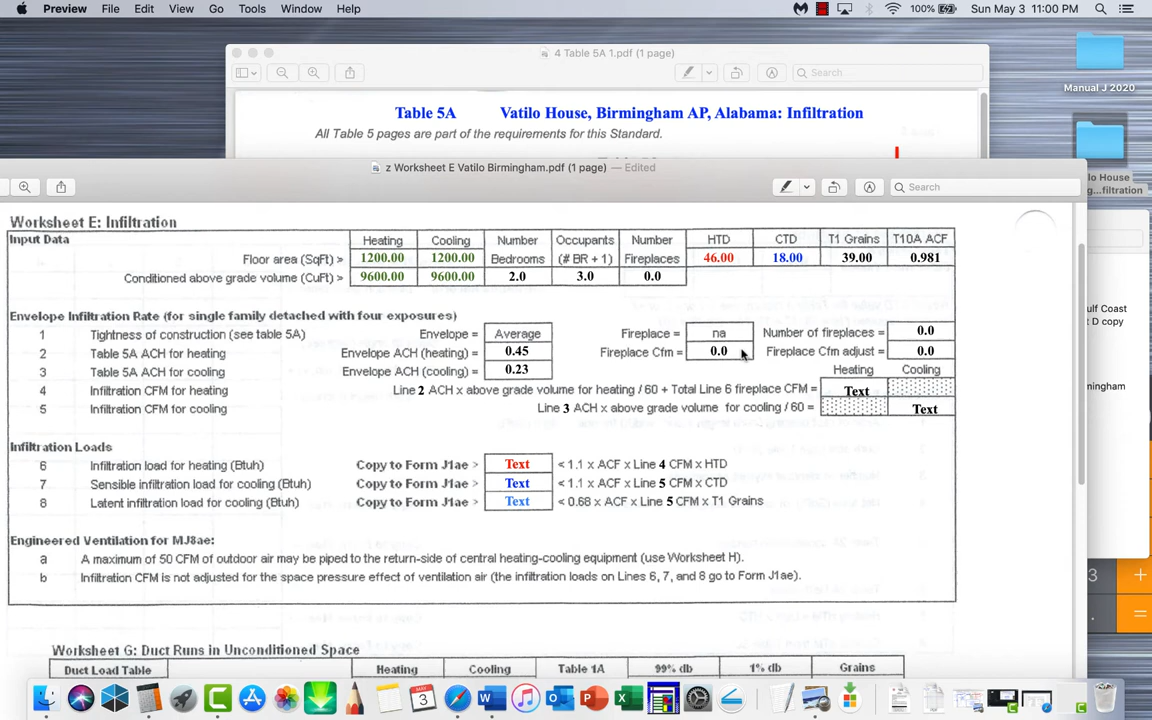 Preview File Edit View Go Tools Window Help 100% Sun May 3 11:00 PM
4 Table 5A 1.pdf (1 page)
Search
Manual J 2020
Table 5A Vatilo House, Birmingham AP, Alabama: Infiltration
All Table 5 pages are part of the requirements for this Standard.
z Worksheet E Vatilo Birmingham.pdf (1 page) — Edited
lo House
g...filtration
Search
Worksheet E: Infiltration
Input Data Heating Cooling Number Occupants Number HTD CTD T1 Grains T10A ACF
Floor area (SqFt) > 1200.00 1200.00 Bedrooms (# BR + 1) Fireplaces 46.00 18.00 39.00 0.981
Conditioned above grade volume (CuFt) > 9600.00 9600.00 2.0 3.0 0.0
Envelope Infiltration Rate (for single family detached with four exposures)
1 Tightness of construction (see table 5A) Envelope = Average Fireplace = na Number of fireplaces = 0.0
2 Table 5A ACH for heating Envelope ACH (heating) = 0.45 Fireplace Cfm = 0.0 Fireplace Cfm adjust = 0.0
3 Table 5A ACH for cooling Envelope ACH (cooling) = 0.23 Heating Cooling
4 Infiltration CFM for heating Line 2 ACH x above grade volume for heating / 60 + Total Line 6 fireplace CFM = Text
5 Infiltration CFM for cooling Line 3 ACH x above grade volume for cooling / 60 = Text
Infiltration Loads
6 Infiltration load for heating (Btuh) Copy to Form J1ae > Text < 1.1 x ACF x Line 4 CFM x HTD
7 Sensible infiltration load for cooling (Btuh) Copy to Form J1ae > Text < 1.1 x ACF x Line 5 CFM x CTD
8 Latent infiltration load for cooling (Btuh) Copy to Form J1ae > Text < 0.68 x ACF x Line 5 CFM x T1 Grains
Engineered Ventilation for MJ8ae:
a A maximum of 50 CFM of outdoor air may be piped to the return-side of central heating-cooling equipment (use Worksheet H).
b Infiltration CFM is not adjusted for the space pressure effect of ventilation air (the infiltration loads on Lines 6, 7, and 8 go to Form J1ae).
Worksheet G: Duct Runs in Unconditioned Space
Duct Load Table Heating Cooling Table 1A 99% db 1% db Grains
ulf Coast
t D copy
mingham
3 +
. =
MAY
3